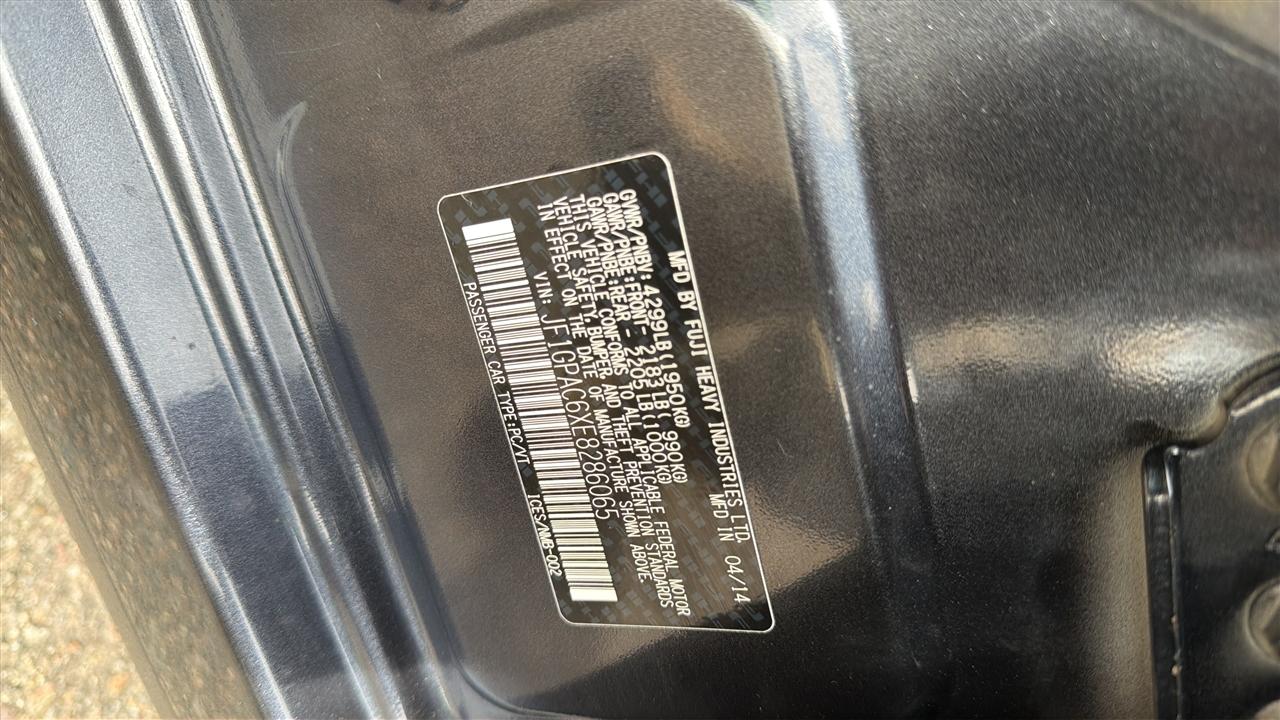 MFD BY FUJI HEAVY INDUSTRIES LTD.
MFD IN 04/14
GVWR/PNBV: 4299LB(1950KG)
GAWR/PNBE:FRONT- 2183LB( 990KG)
GAWR/PNBE:REAR - 2205LB(1000KG)
THIS VEHICLE CONFORMS TO ALL APPLICABLE FEDERAL MOTOR
VEHICLE SAFETY, BUMPER, AND THEFT PREVENTION STANDARDS
IN EFFECT ON THE DATE OF MANUFACTURE SHOWN ABOVE.
VIN: JF1GPAC6XE8286065
PASSENGER CAR TYPE:PC/VT ICES/NMB-002